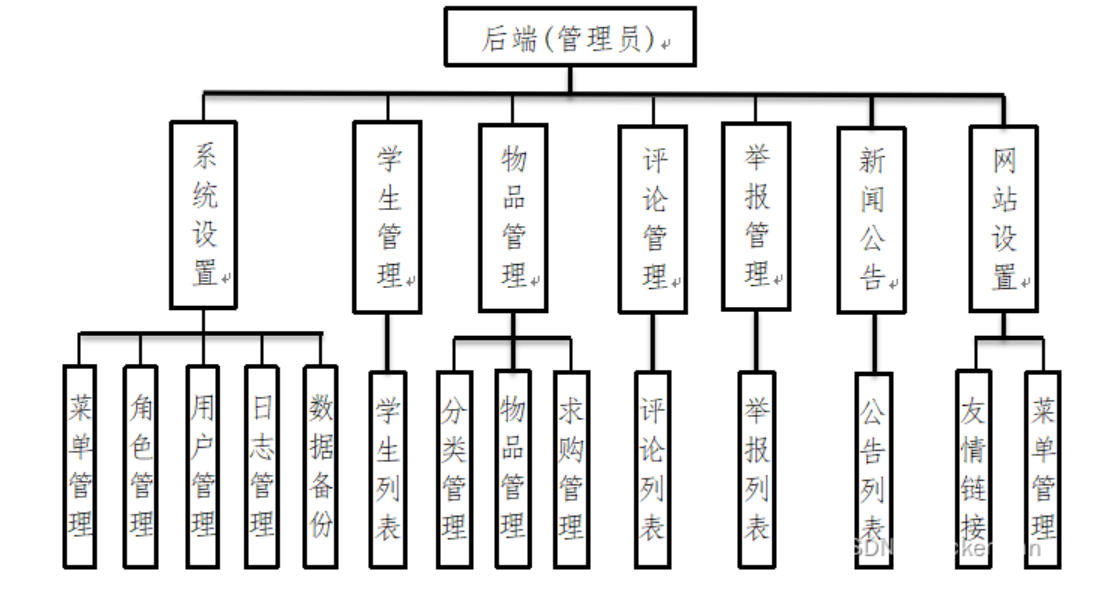 后端(管理员)
系统设置
学生管理
物品管理
评论管理
举报管理
新闻公告
网站设置
菜单管理
角色管理
用户管理
日志管理
数据备份
学生列表
分类管理
物品管理
求购管理
评论列表
举报列表
公告列表
友情链接
菜单管理